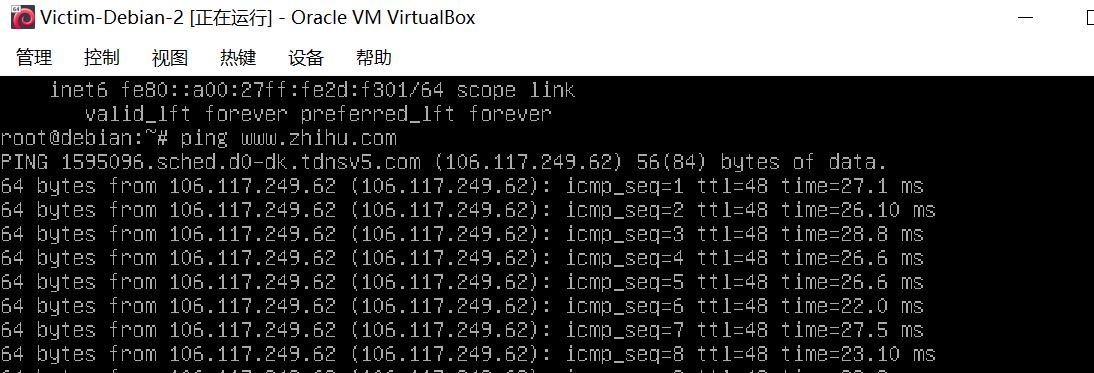 64
Victim-Debian-2 [正在运行] - Oracle VM VirtualBox
管理 控制 视图 热键 设备 帮助
inet6 fe80::a00:27ff:fe2d:f301/64 scope link
valid_lft forever preferred_lft forever
root@debian:~# ping www.zhihu.com
PING 1595096.sched.d0-dk.tdnsv5.com (106.117.249.62) 56(84) bytes of data.
64 bytes from 106.117.249.62 (106.117.249.62): icmp_seq=1 ttl=48 time=27.1 ms
64 bytes from 106.117.249.62 (106.117.249.62): icmp_seq=2 ttl=48 time=26.10 ms
64 bytes from 106.117.249.62 (106.117.249.62): icmp_seq=3 ttl=48 time=28.8 ms
64 bytes from 106.117.249.62 (106.117.249.62): icmp_seq=4 ttl=48 time=26.6 ms
64 bytes from 106.117.249.62 (106.117.249.62): icmp_seq=5 ttl=48 time=26.6 ms
64 bytes from 106.117.249.62 (106.117.249.62): icmp_seq=6 ttl=48 time=22.0 ms
64 bytes from 106.117.249.62 (106.117.249.62): icmp_seq=7 ttl=48 time=27.5 ms
64 bytes from 106.117.249.62 (106.117.249.62): icmp_seq=8 ttl=48 time=23.10 ms